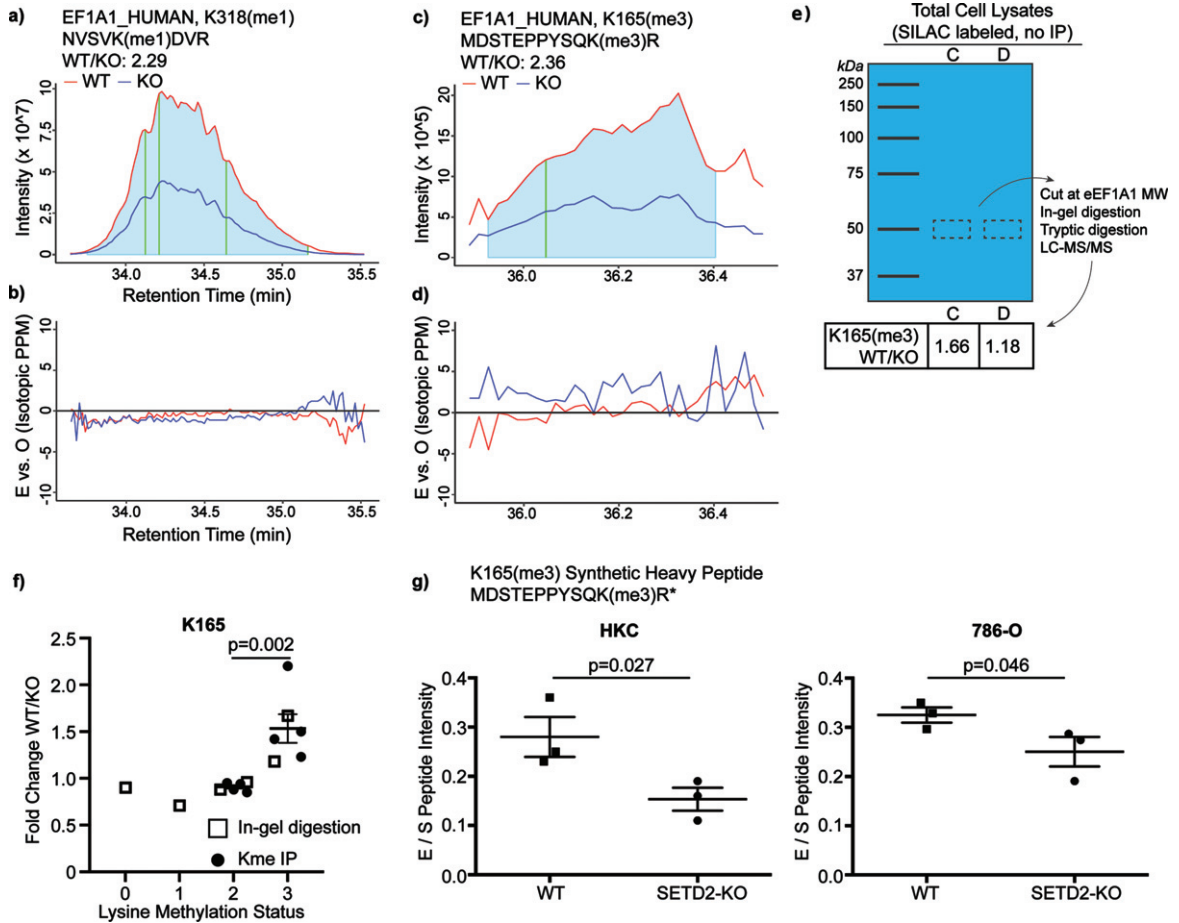 a)
EF1A1_HUMAN, K318(me1)
NVSVK(me1)DVR
WT/KO: 2.29
WT KO
Intensity (x 10^7)
10
7.5
5
2.5
0
34.0 34.5 35.0 35.5
Retention Time (min)
b)
E vs. O (Isotopic PPM)
10
5
0
-5
-10
34.0 34.5 35.0 35.5
Retention Time (min)
c)
EF1A1_HUMAN, K165(me3)
MDSTEPPYSQK(me3)R
WT/KO: 2.36
WT KO
Intensity (x 10^5)
20
15
10
5
0
36.0 36.2 36.4
d)
E vs. O (Isotopic PPM)
10
5
0
-5
-10
36.0 36.2 36.4
e)
Total Cell Lysates
(SILAC labeled, no IP)
kDa C D
250
150
100
75
50
37
Cut at eEF1A1 MW
In-gel digestion
Tryptic digestion
LC-MS/MS
C D
K165(me3)
WT/KO
1.66 1.18
f)
K165
p=0.002
Fold Change WT/KO
2.5
2.0
1.5
1.0
0.5
0
In-gel digestion
Kme IP
0 1 2 3
Lysine Methylation Status
g)
K165(me3) Synthetic Heavy Peptide
MDSTEPPYSQK(me3)R*
HKC
p=0.027
E / S Peptide Intensity
0.4
0.3
0.2
0.1
0.0
WT SETD2-KO
786-O
p=0.046
E / S Peptide Intensity
0.4
0.3
0.2
0.1
0.0
WT SETD2-KO